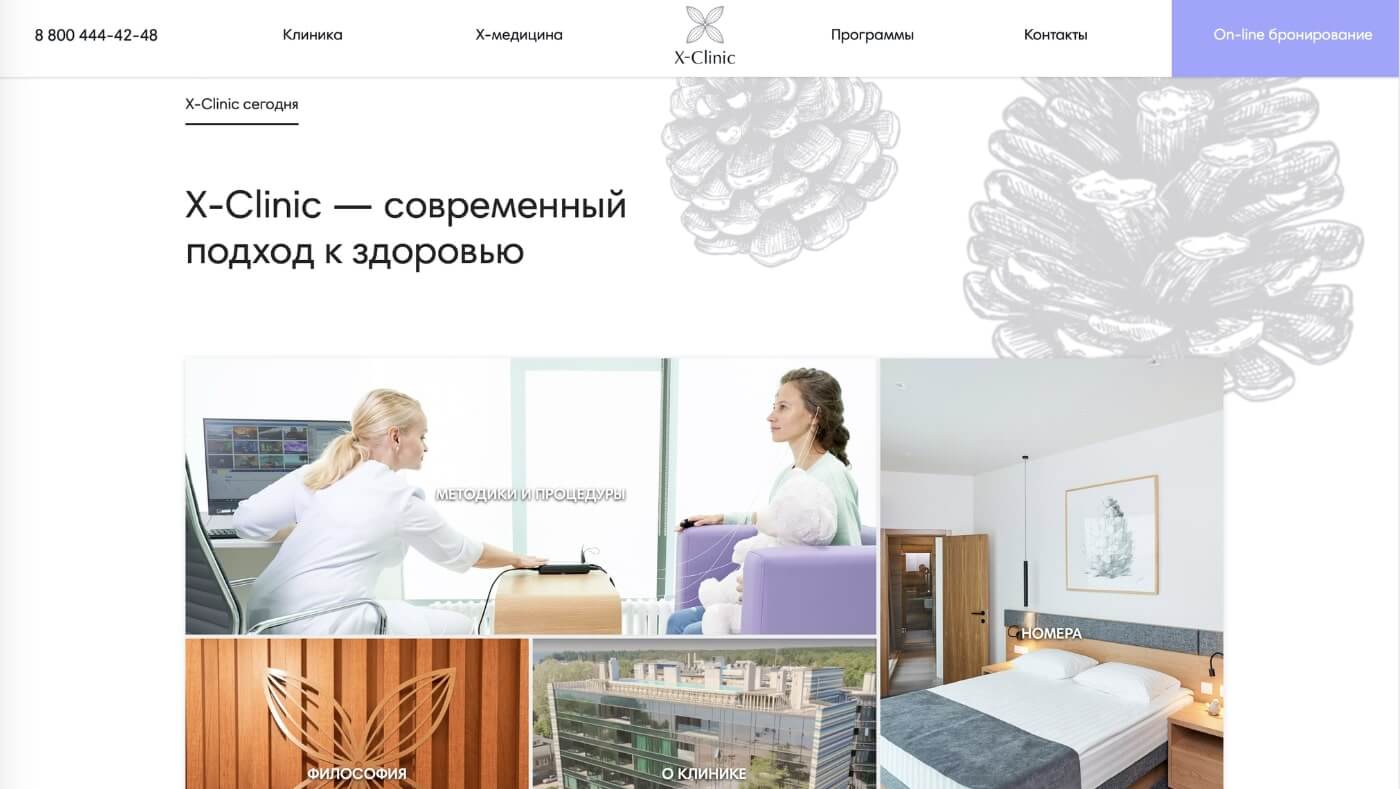 8 800 444-42-48
Клиника
Х-медицина
X-Clinic
Программы
Контакты
On-line бронирование
X-Clinic сегодня
X-Clinic — современный
подход к здоровью
МЕТОДИКИ И ПРОЦЕДУРЫ
НОМЕРА
ФИЛОСОФИЯ
О КЛИНИКЕ